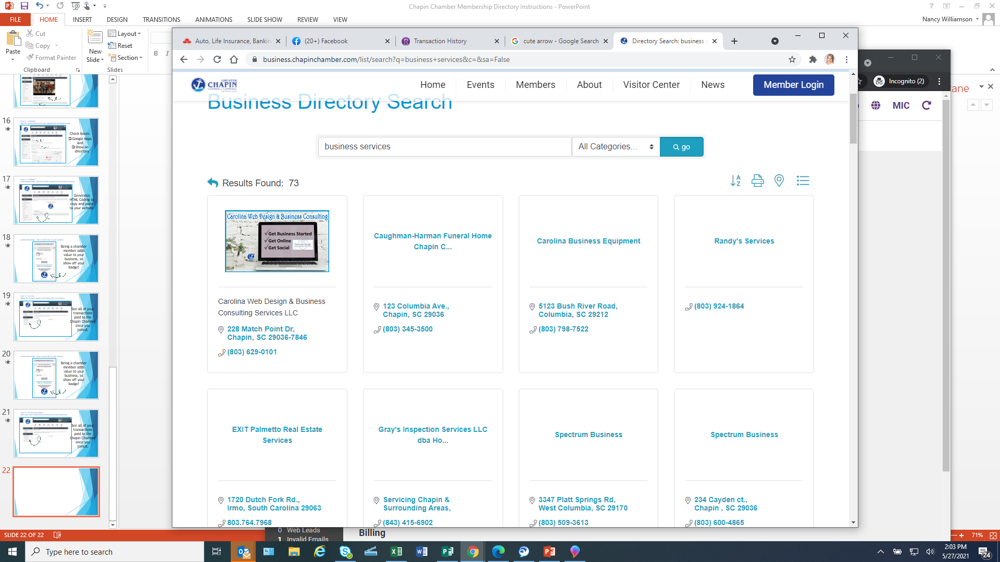 Chapin Chamber Membership Directory Instructions - PowerPoint
FILE HOME INSERT DESIGN TRANSITIONS ANIMATIONS SLIDE SHOW REVIEW VIEW
Nancy Williamson
Paste
Cut
Copy
Format Painter
Clipboard
New
Slide
Layout
Reset
Section
Slides
B I
16
Check boxes:
Google Maps
And
Show on
directory
17
Generates
HTML Coding to
copy and paste
to your website
18
Being a chamber
member adds
value to your
business, so
show off your
badge!
19
See all of your
transactions
paid to the
Chapin Chamber
since you
joined.
20
Being a chamber
member adds
value to your
business, so
show off your
badge!
21
See all of your
transactions
paid to the
Chapin Chamber
since you
joined.
22
Auto, Life Insurance, Bankin
(20+) Facebook
Transaction History
cute arrow - Google Search
Directory Search: business s
business.chapinchamber.com/list/search?q=business+services&c=&sa=False
GREATER
CHAPIN
CHAMBER OF COMMERCE
Home Events Members About Visitor Center News Member Login
Business Directory Search
business services
All Categories...
go
Results Found: 73
A
Z
Carolina Web Design & Business Consulting
Get Business Started
Get Online
Get Social
Carolina Web Design & Business
Consulting Services LLC
228 Match Point Dr,
Chapin, SC 29036-7846
(803) 629-0101
Caughman-Harman Funeral Home
Chapin C...
123 Columbia Ave.,
Chapin, SC 29036
(803) 345-3500
Carolina Business Equipment
5123 Bush River Road,
Columbia, SC 29212
(803) 798-7522
Randy's Services
(803) 924-1864
EXIT Palmetto Real Estate
Services
1720 Dutch Fork Rd.,
Irmo, South Carolina 29063
803.764.7968
Gray's Inspection Services LLC
dba Ho...
Servicing Chapin &
Surrounding Areas,
(843) 415-6902
Spectrum Business
3347 Platt Springs Rd,
West Columbia, SC 29170
(803) 509-3613
Spectrum Business
234 Cayden ct.,
Chapin , SC 29036
(803) 600-4865
Incognito (2)
ane
MIC
0 Web Leads
1 Invalid Emails
Billing
SLIDE 22 OF 22
71%
Type here to search
2:03 PM
5/27/2021
24